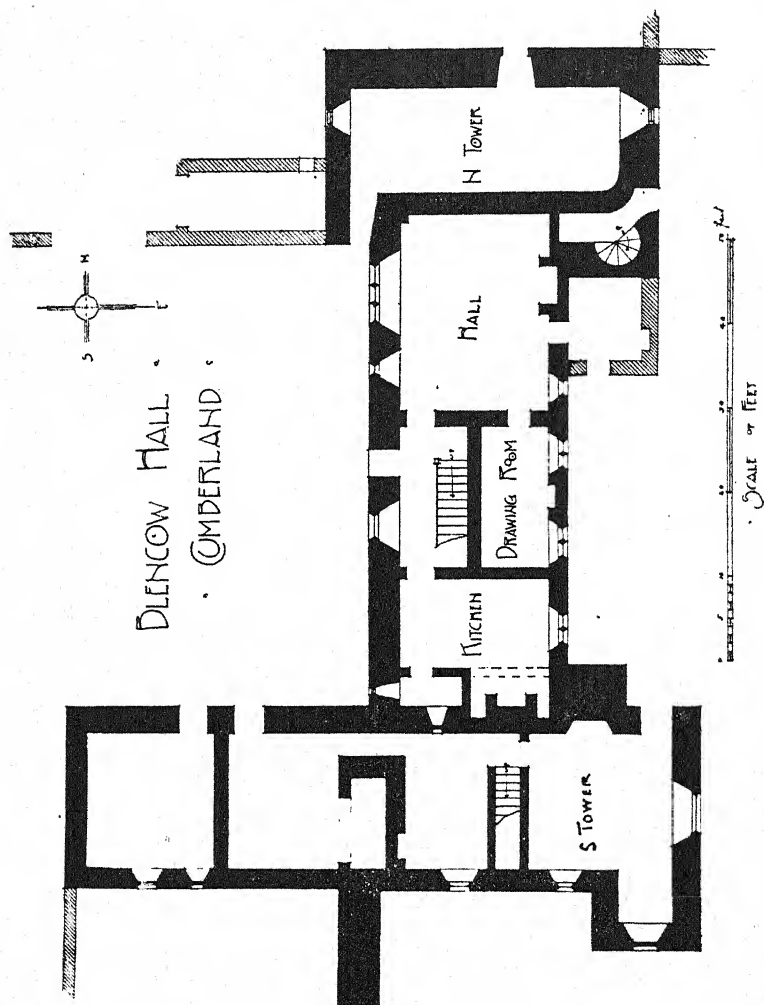 BLENCOW HALL ·
· CUMBERLAND ·
N
S
E
N TOWER
HALL
DRAWING ROOM
KITCHEN
S TOWER
· SCALE OF FEET